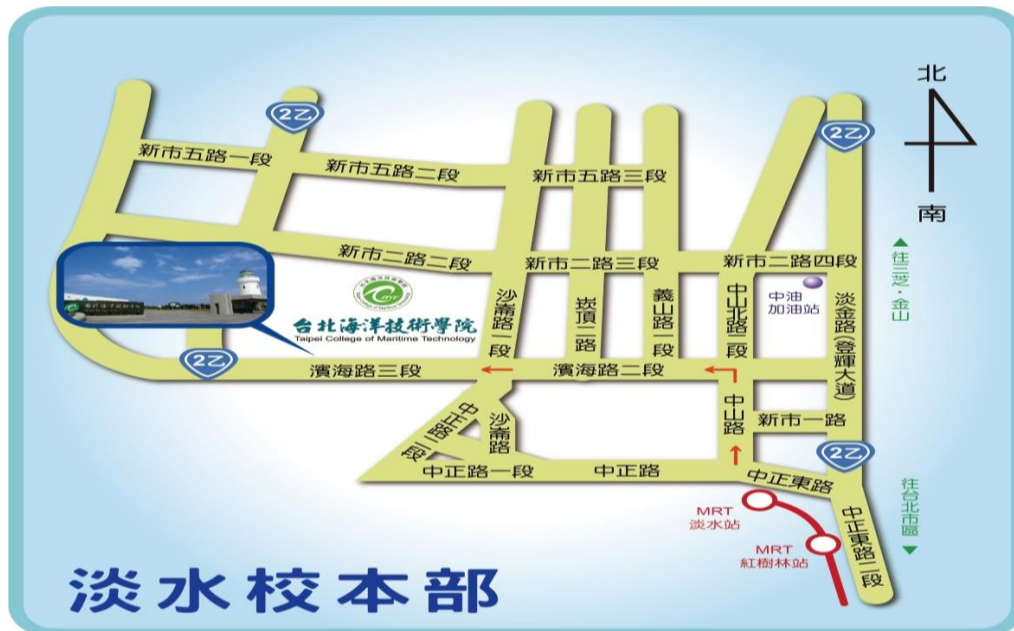 北
南
2乙
2乙
新市五路一段
新市五路二段
新市五路三段
新市二路二段
新市二路三段
新市二路四段
往三芝・金山
中油
加油站
台北海洋技術學院
Taipei College of Maritime Technology
沙崙路一段
崁頂二路
義山路二段
中山北路二段
淡金路(登輝大道)
2乙
濱海路三段
濱海路二段
中山路
新市一路
中正路二段
沙崙路
2乙
中正路一段
中正路
中正東路
往台北市區
MRT
淡水站
中正東路二段
MRT
紅樹林站
淡水校本部